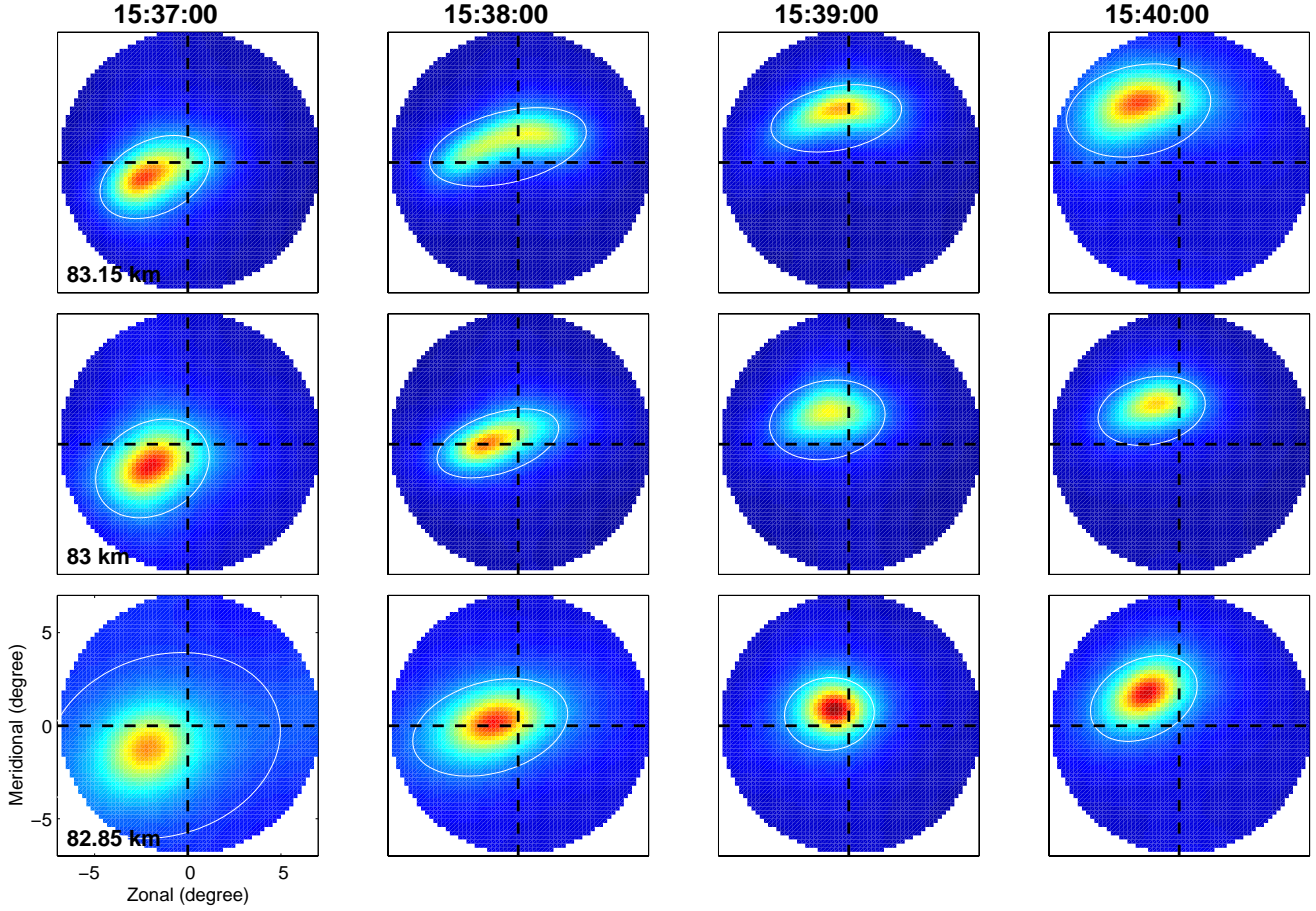 15:37:00 15:38:00 15:39:00 15:40:00
83.15 km
83 km
82.85 km
Meridional (degree)
5
0
−5
−5 0 5
Zonal (degree)